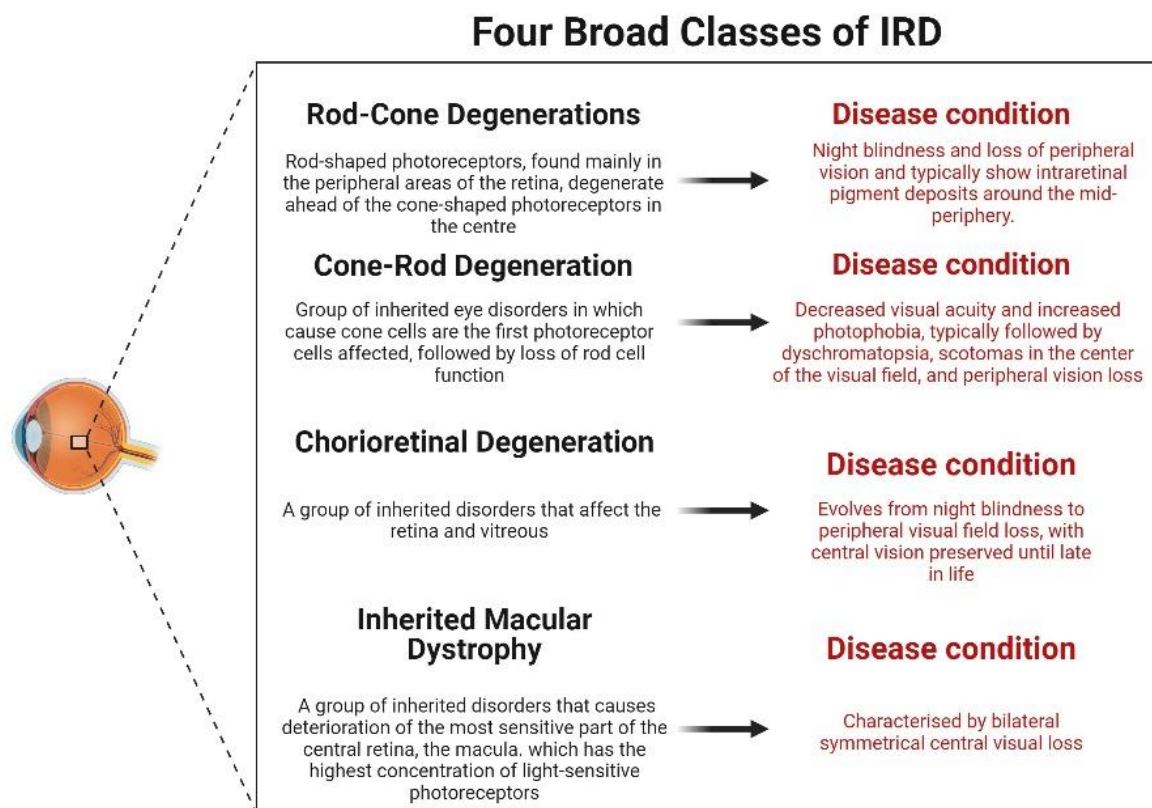 Four Broad Classes of IRD
Rod-Cone Degenerations
Rod-shaped photoreceptors, found mainly in
the peripheral areas of the retina, degenerate
ahead of the cone-shaped photoreceptors in
the centre
Disease condition
Night blindness and loss of peripheral
vision and typically show intraretinal
pigment deposits around the mid-
periphery.
Cone-Rod Degeneration
Group of inherited eye disorders in which
cause cone cells are the first photoreceptor
cells affected, followed by loss of rod cell
function
Disease condition
Decreased visual acuity and increased
photophobia, typically followed by
dyschromatopsia, scotomas in the center
of the visual field, and peripheral vision loss
Chorioretinal Degeneration
A group of inherited disorders that affect the
retina and vitreous
Disease condition
Evolves from night blindness to
peripheral visual field loss, with
central vision preserved until late
in life
Inherited Macular
Dystrophy
A group of inherited disorders that causes
deterioration of the most sensitive part of the
central retina, the macula. which has the
highest concentration of light-sensitive
photoreceptors
Disease condition
Characterised by bilateral
symmetrical central visual loss